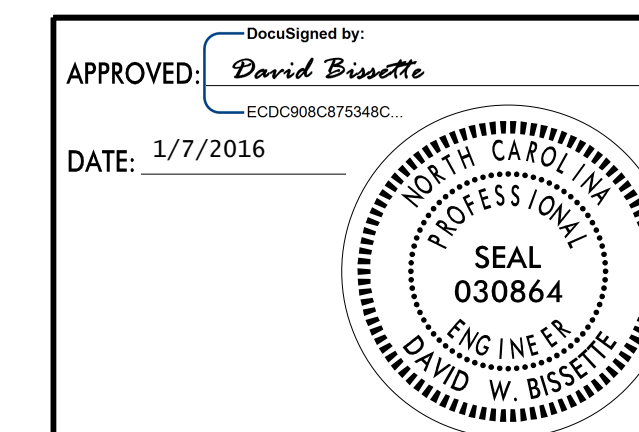 DocuSigned by:
APPROVED: David Bissette
ECDC908C875348C...
DATE: 1/7/2016
NORTH CAROLINA
PROFESSIONAL
SEAL
030864
ENGINEER
DAVID W. BISSETTE